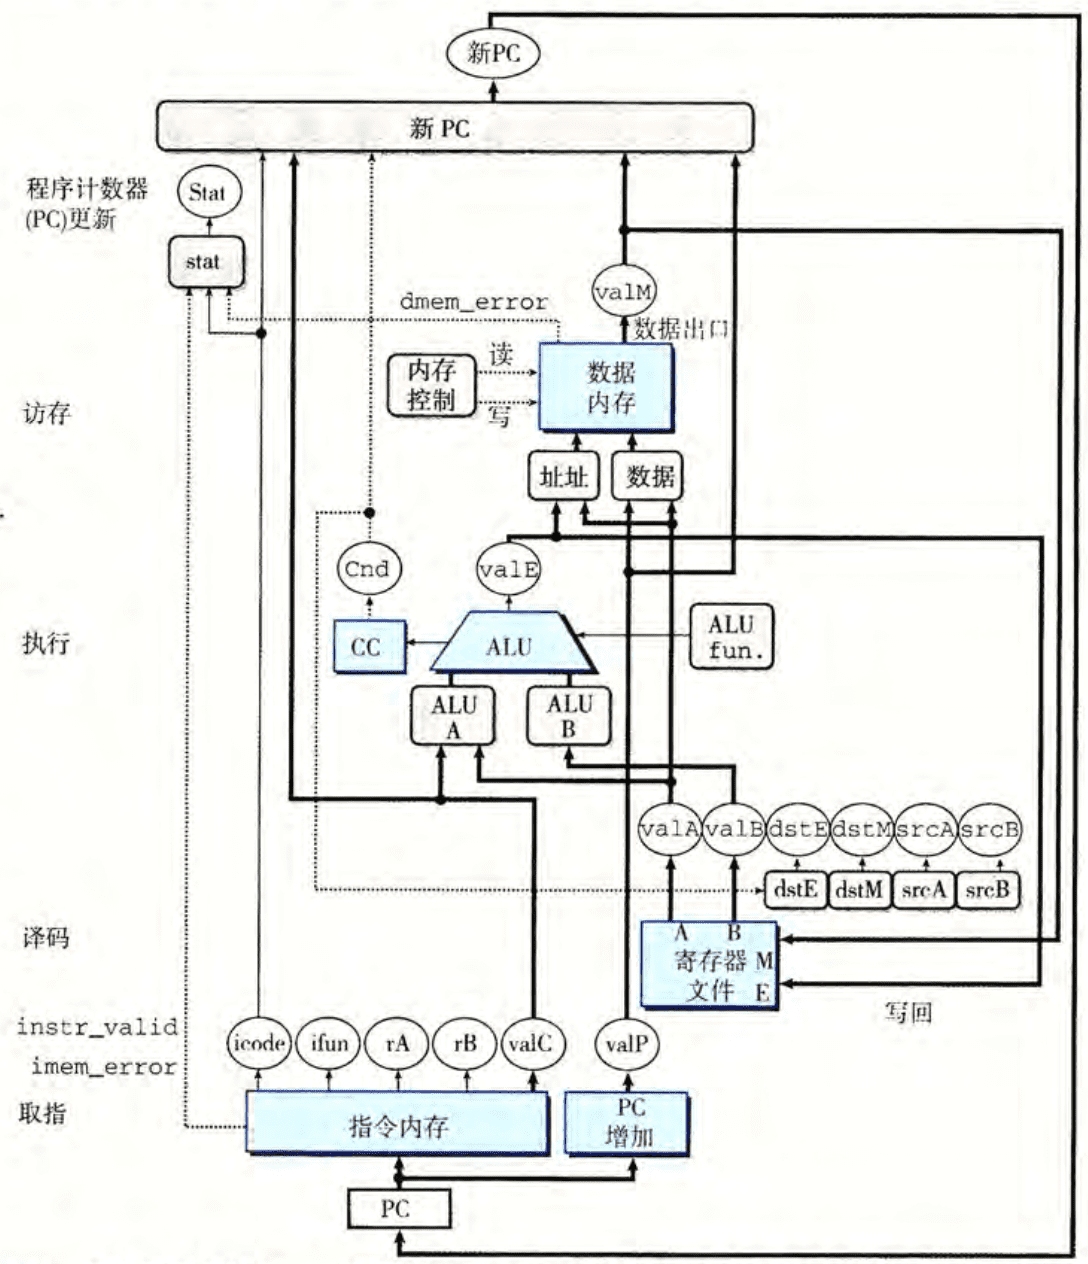 新PC
新 PC
程序计数器
(PC)更新
Stat
stat
dmem_error
valM
数据出口
读
写
内存
控制
数据
内存
访存
址址
数据
Cnd
valE
执行
CC
ALU
ALU
fun.
ALU
A
ALU
B
valA
valB
dstE
dstM
srcA
srcB
dstE
dstM
srcA
srcB
译码
A
B
寄存器
M
文件
E
写回
instr_valid
imem_error
icode
ifun
rA
rB
valC
valP
取指
指令内存
PC
增加
PC